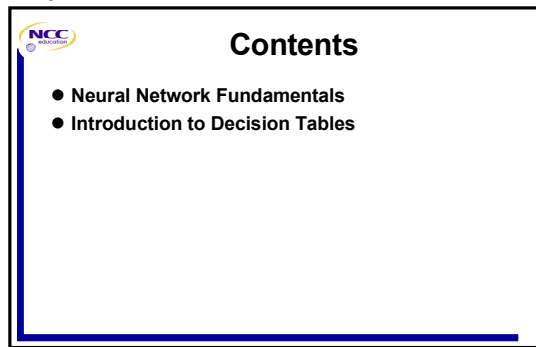 NCC
education
Contents
● Neural Network Fundamentals
● Introduction to Decision Tables